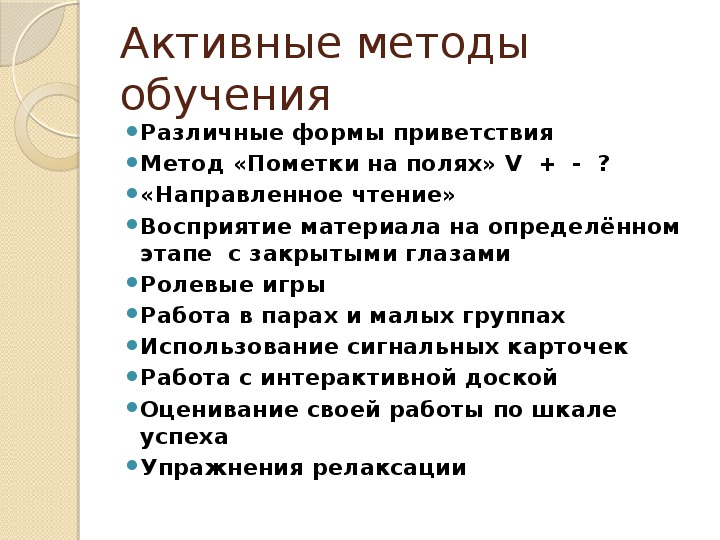 Активные методы
обучения
Различные формы приветствия
Метод «Пометки на полях» V + - ?
«Направленное чтение»
Восприятие материала на определённом
этапе с закрытыми глазами
Ролевые игры
Работа в парах и малых группах
Использование сигнальных карточек
Работа с интерактивной доской
Оценивание своей работы по шкале
успеха
Упражнения релаксации